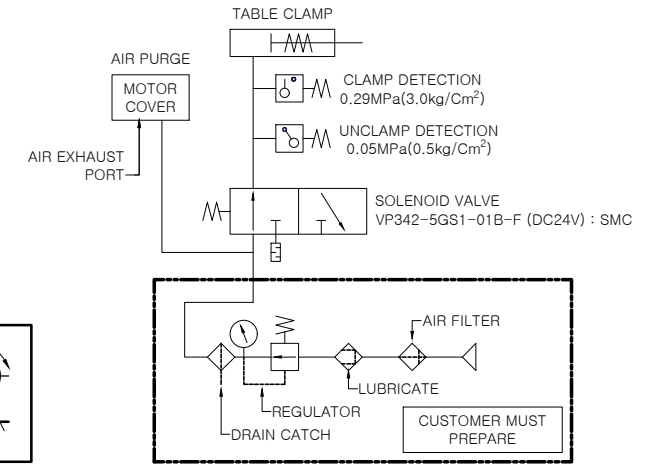 TABLE CLAMP
AIR PURGE
MOTOR
COVER
CLAMP DETECTION
0.29MPa(3.0kg/Cm²)
UNCLAMP DETECTION
0.05MPa(0.5kg/Cm²)
AIR EXHAUST
PORT
SOLENOID VALVE
VP342-5GS1-01B-F (DC24V) : SMC
AIR FILTER
LUBRICATE
REGULATOR
DRAIN CATCH
CUSTOMER MUST
PREPARE